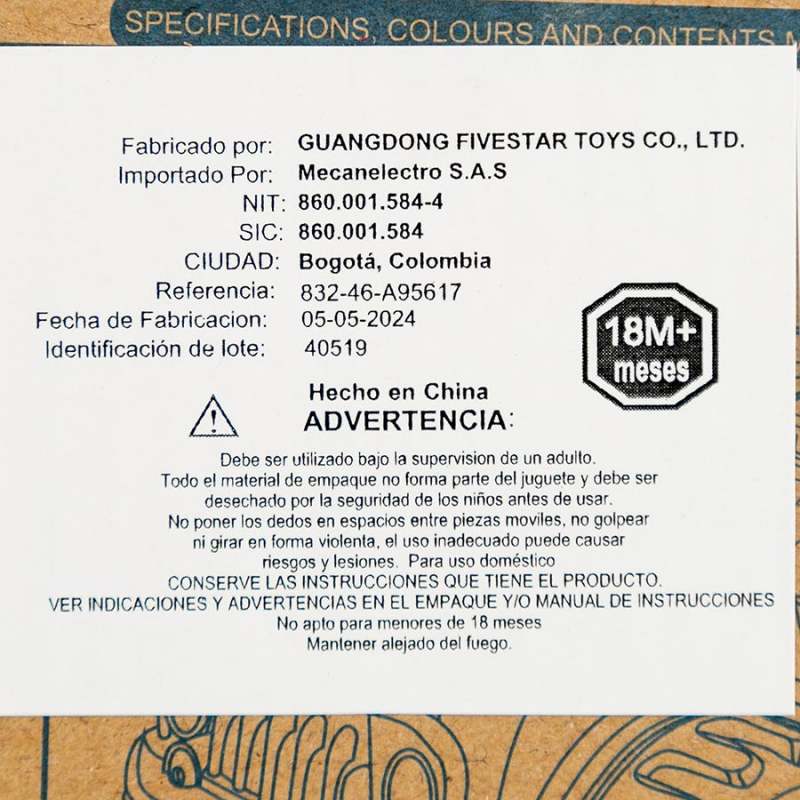 SPECIFICATIONS, COLOURS AND CONTENTS
Fabricado por: GUANGDONG FIVESTAR TOYS CO., LTD.
Importado Por: Mecanelectro S.A.S
NIT: 860.001.584-4
SIC: 860.001.584
CIUDAD: Bogotá, Colombia
Referencia: 832-46-A95617
Fecha de Fabricacion: 05-05-2024
Identificación de lote: 40519
18M+
meses
Hecho en China
ADVERTENCIA:
Debe ser utilizado bajo la supervision de un adulto.
Todo el material de empaque no forma parte del juguete y debe ser
desechado por la seguridad de los niños antes de usar.
No poner los dedos en espacios entre piezas moviles, no golpear
ni girar en forma violenta, el uso inadecuado puede causar
riesgos y lesiones. Para uso doméstico
CONSERVE LAS INSTRUCCIONES QUE TIENE EL PRODUCTO.
VER INDICACIONES Y ADVERTENCIAS EN EL EMPAQUE Y/O MANUAL DE INSTRUCCIONES
No apto para menores de 18 meses
Mantener alejado del fuego.